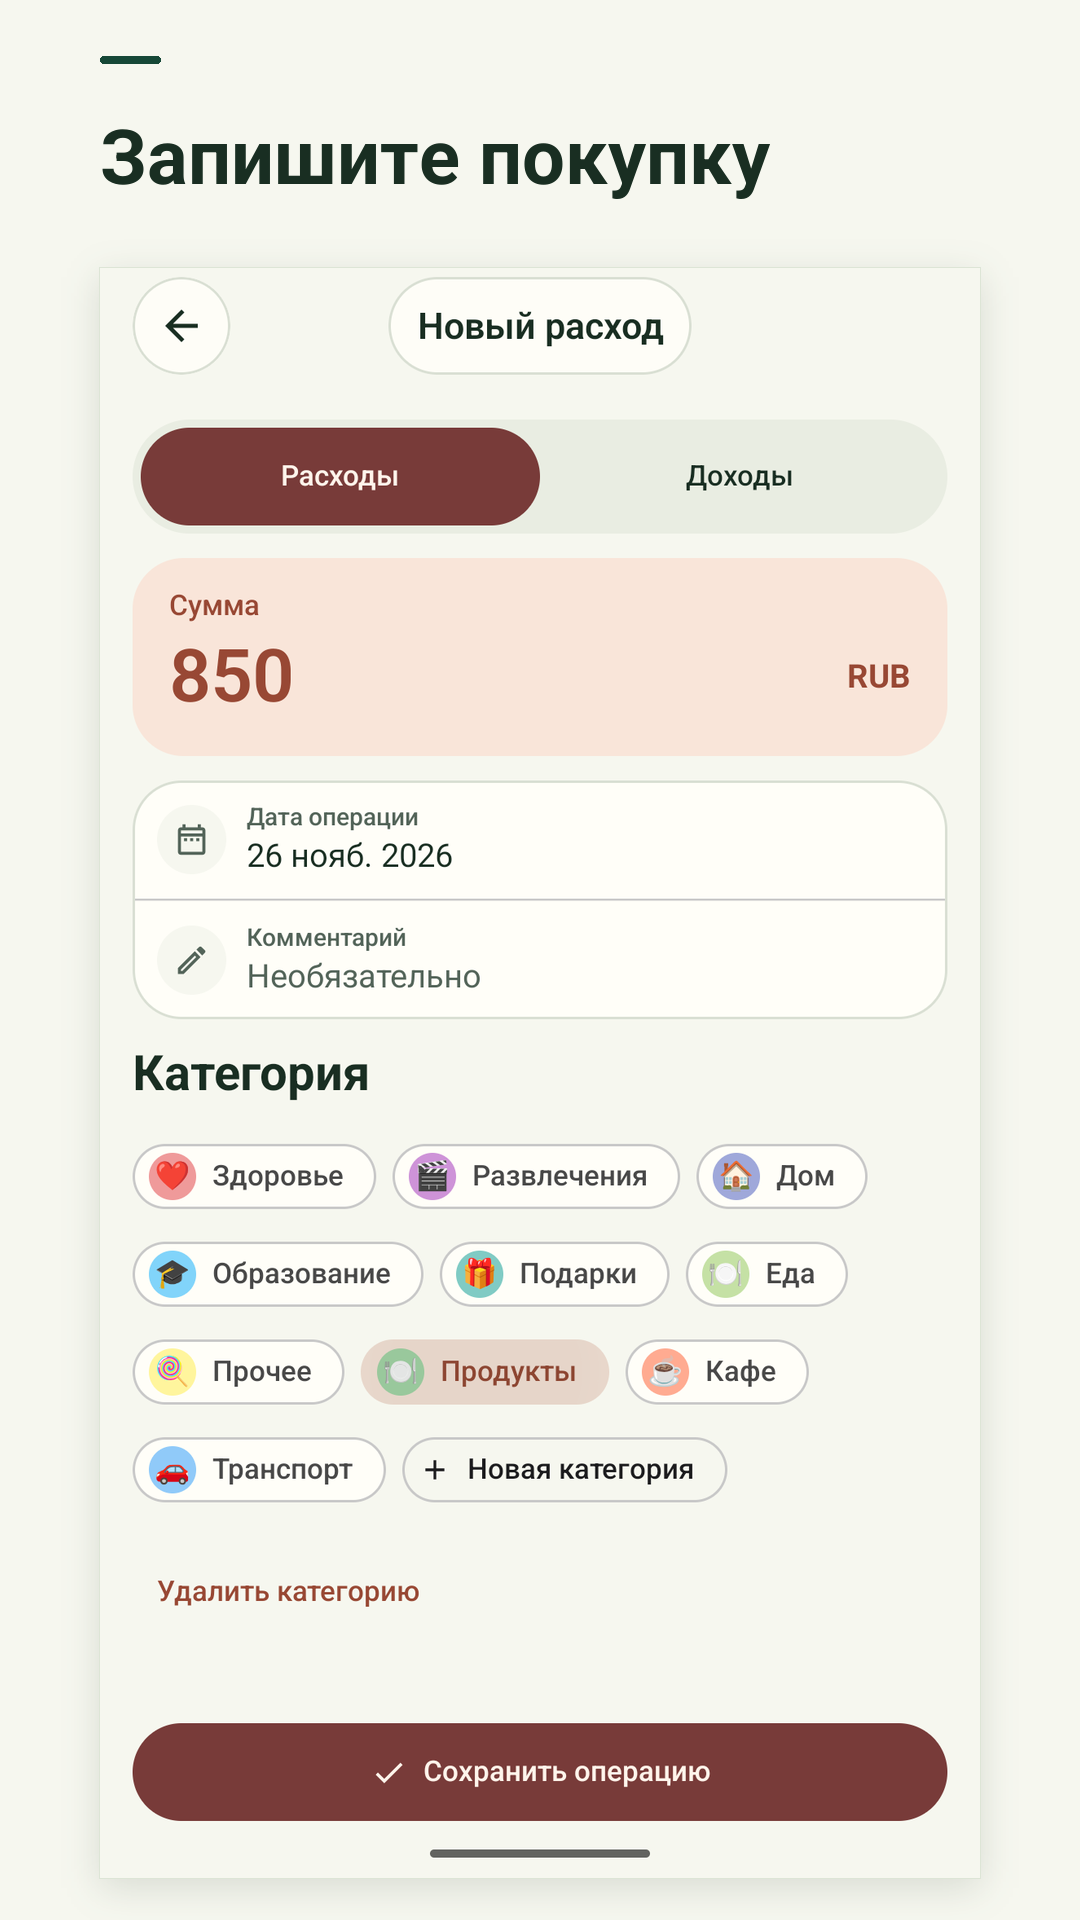 Запишите покупку
Новый расход
Расходы
Доходы
Сумма
850
RUB
Дата операции
26 нояб. 2026
Комментарий
Необязательно
Категория
Здоровье
Развлечения
Дом
Образование
Подарки
Еда
Прочее
Продукты
Кафе
Транспорт
Новая категория
Удалить категорию
Сохранить операцию